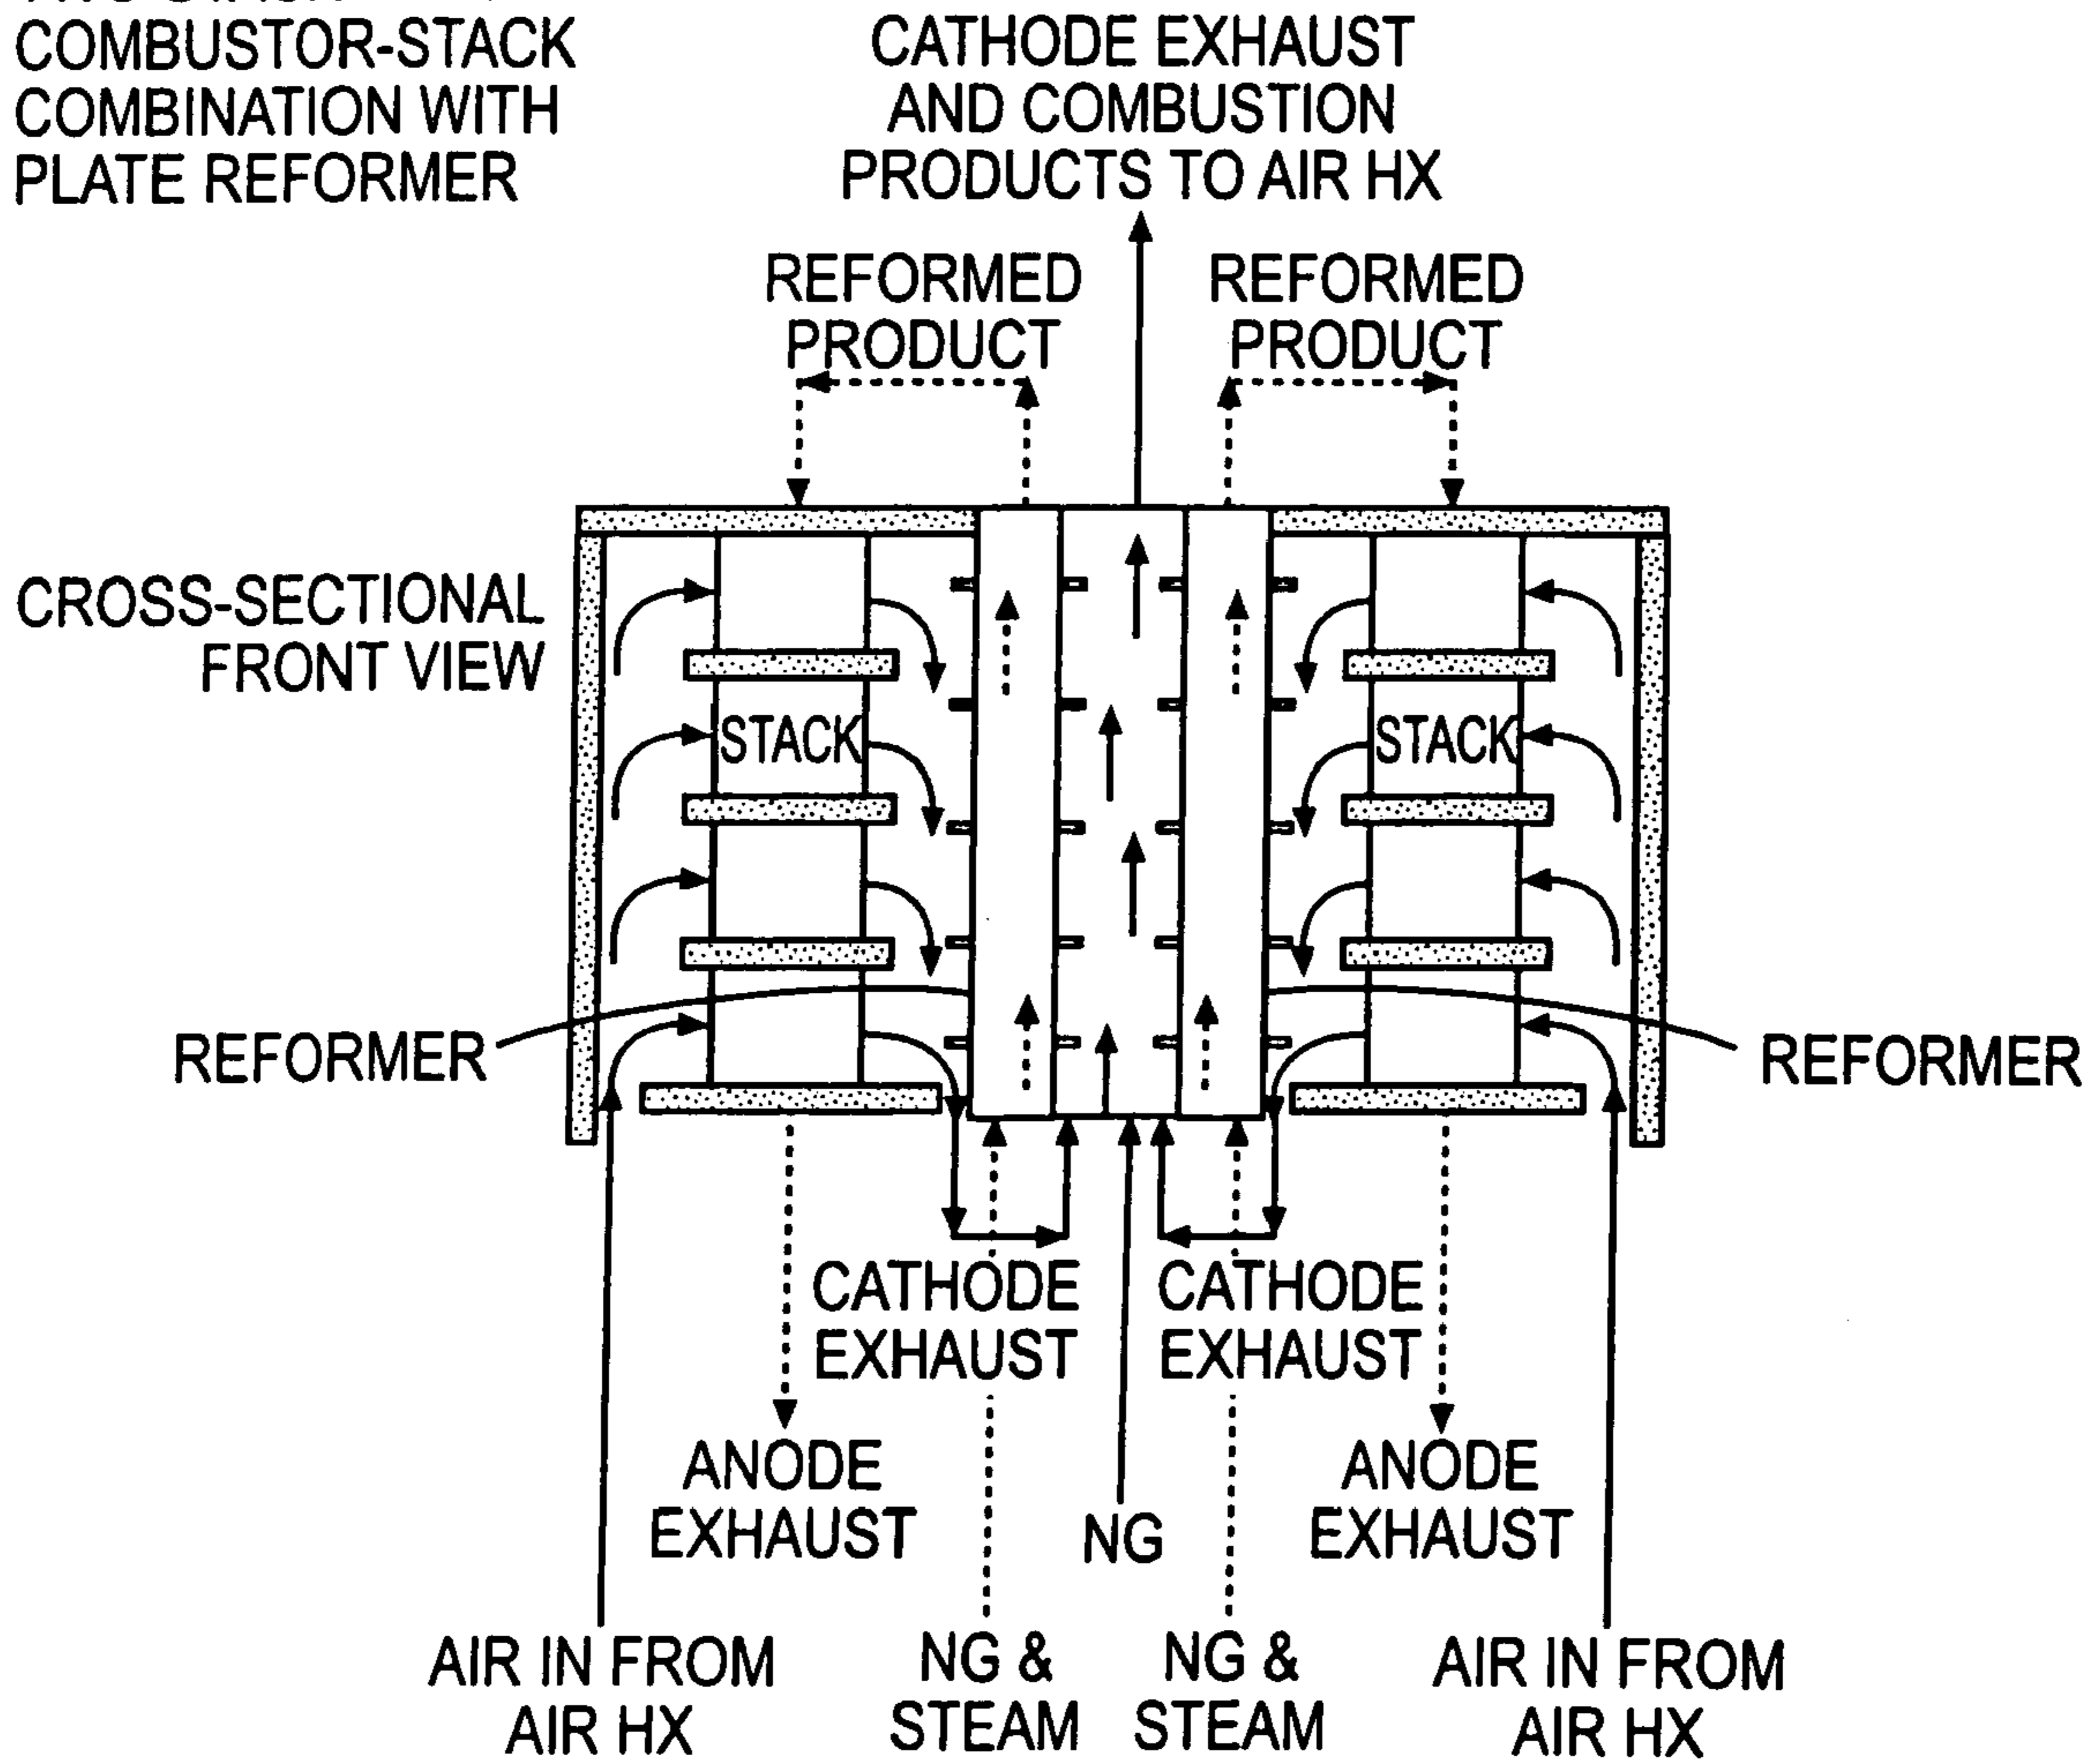 COMBUSTOR-STACK
COMBINATION WITH
PLATE REFORMER
CATHODE EXHAUST
AND COMBUSTION
PRODUCTS TO AIR HX
REFORMED
PRODUCT
REFORMED
PRODUCT
CROSS-SECTIONAL
FRONT VIEW
STACK
STACK
REFORMER
REFORMER
CATHODE
EXHAUST
CATHODE
EXHAUST
ANODE
EXHAUST
NG
ANODE
EXHAUST
AIR IN FROM
AIR HX
NG &
STEAM
NG &
STEAM
AIR IN FROM
AIR HX